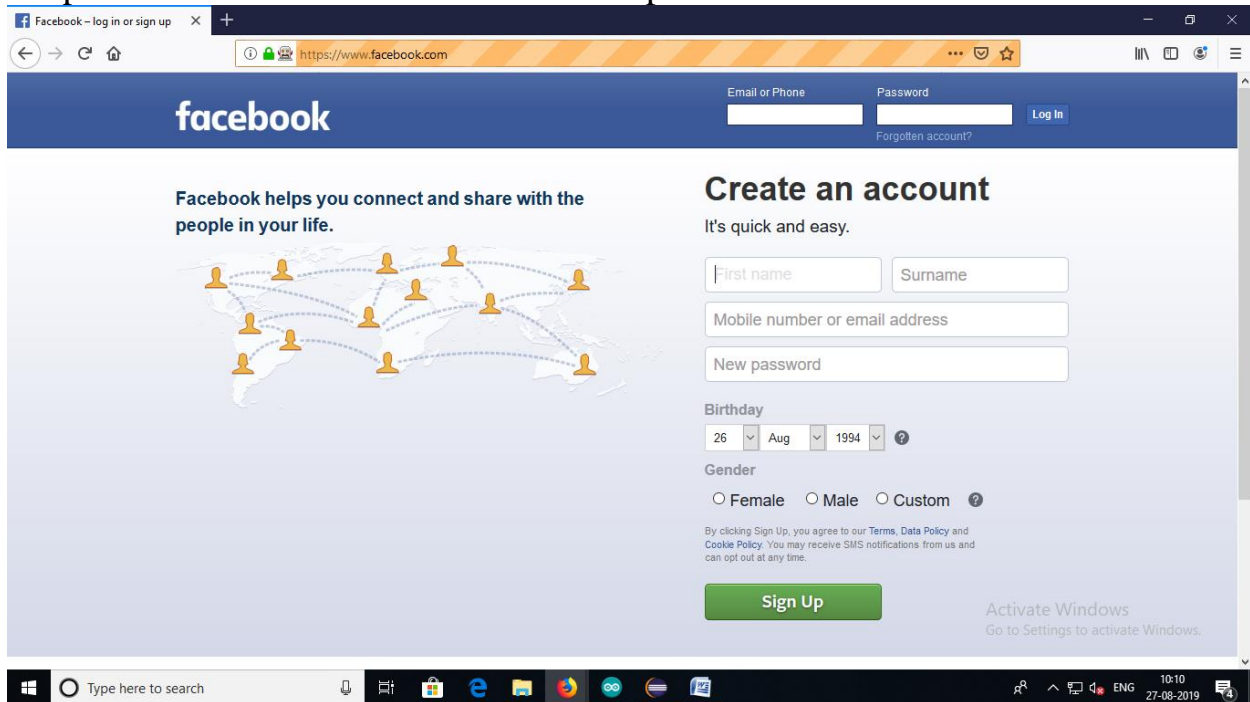 Facebook – log in or sign up
https://www.facebook.com
facebook
Email or Phone Password
Log In
Forgotten account?
Facebook helps you connect and share with the
people in your life.
Create an account
It's quick and easy.
First name Surname
Mobile number or email address
New password
Birthday
26 Aug 1994
Gender
Female Male Custom
By clicking Sign Up, you agree to our Terms, Data Policy and
Cookie Policy. You may receive SMS notifications from us and
can opt out at any time.
Sign Up
Activate Windows
Go to Settings to activate Windows.
Type here to search
ENG
10:10
27-08-2019
4